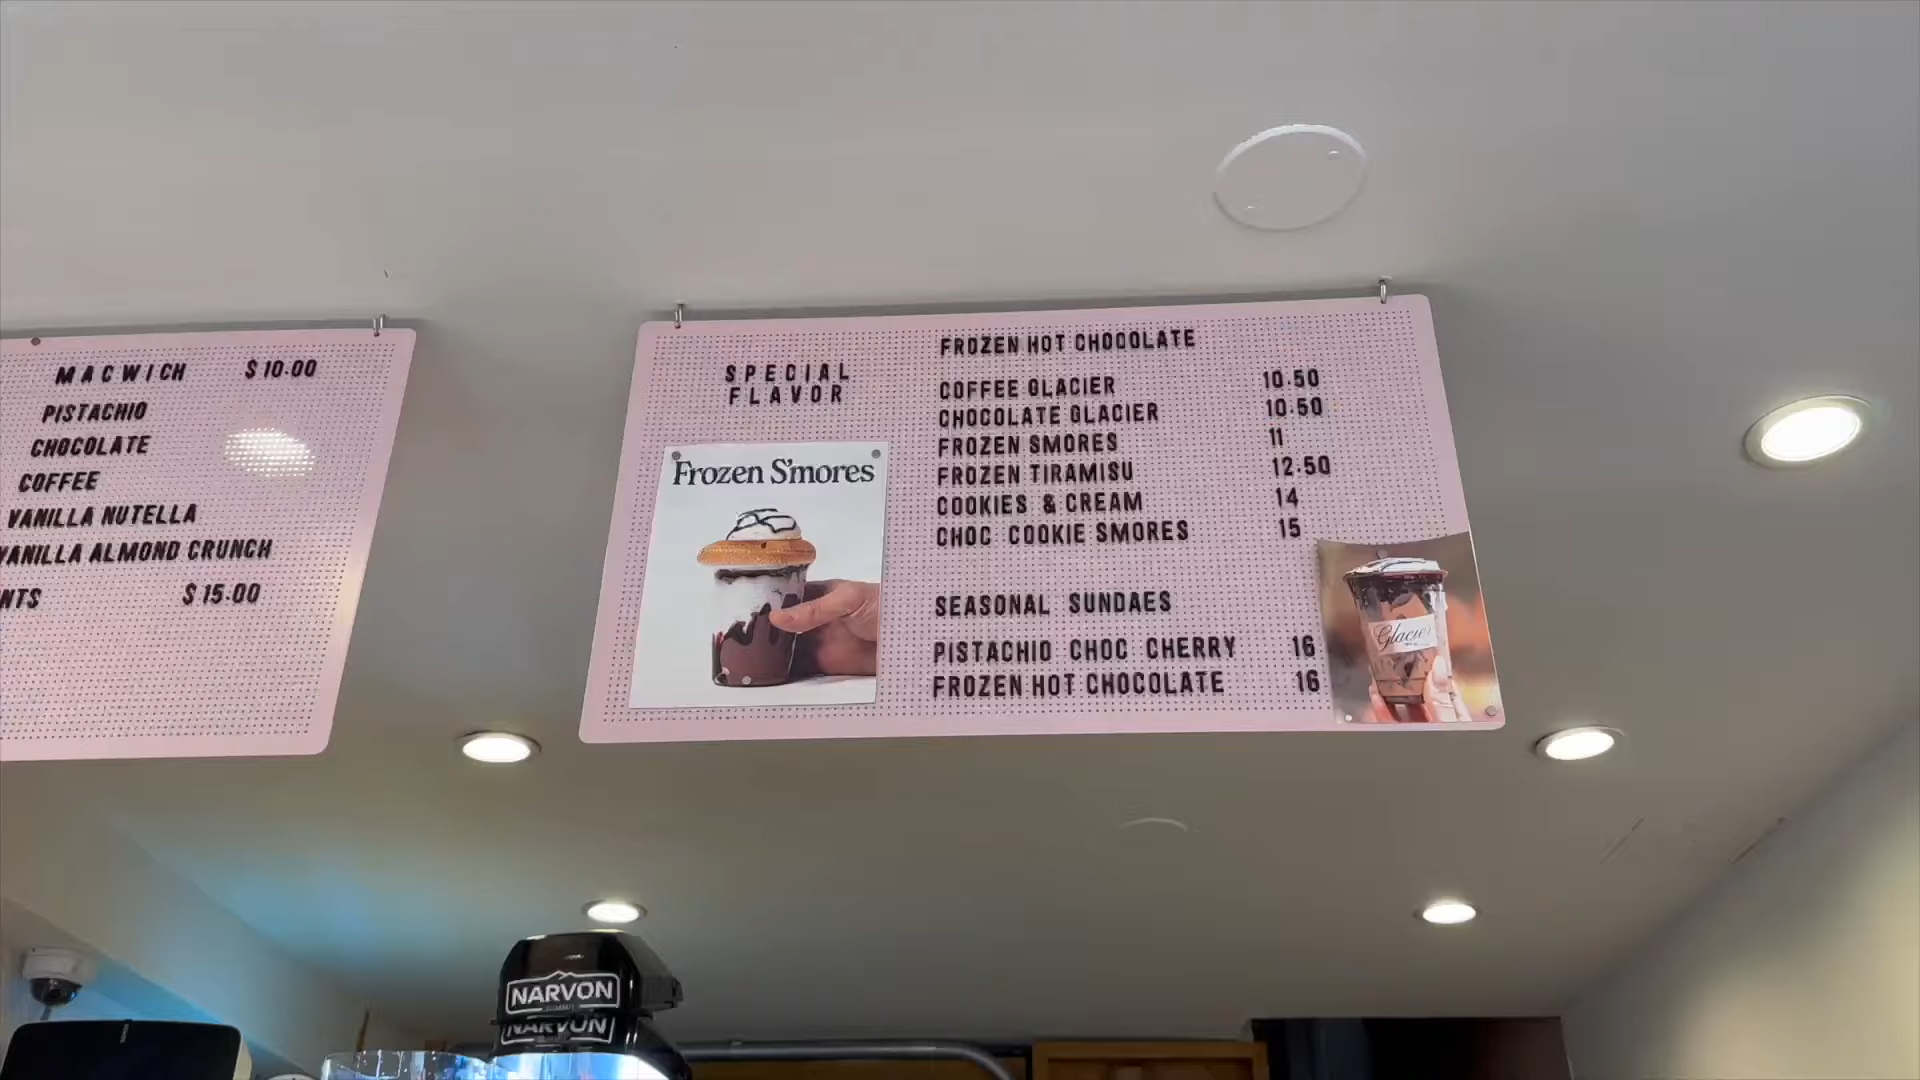 MACWICH $10.00
PISTACHIO
CHOCOLATE
COFFEE
VANILLA NUTELLA
VANILLA ALMOND CRUNCH
NTS $15.00
SPECIAL
FLAVOR
Frozen S'mores
FROZEN HOT CHOCOLATE
COFFEE GLACIER 10.50
CHOCOLATE GLACIER 10.50
FROZEN SMORES 11
FROZEN TIRAMISU 12.50
COOKIES & CREAM 14
CHOC COOKIE SMORES 15
SEASONAL SUNDAES
PISTACHIO CHOC CHERRY 16
FROZEN HOT CHOCOLATE 16
Glacier
NARVON
NARVON